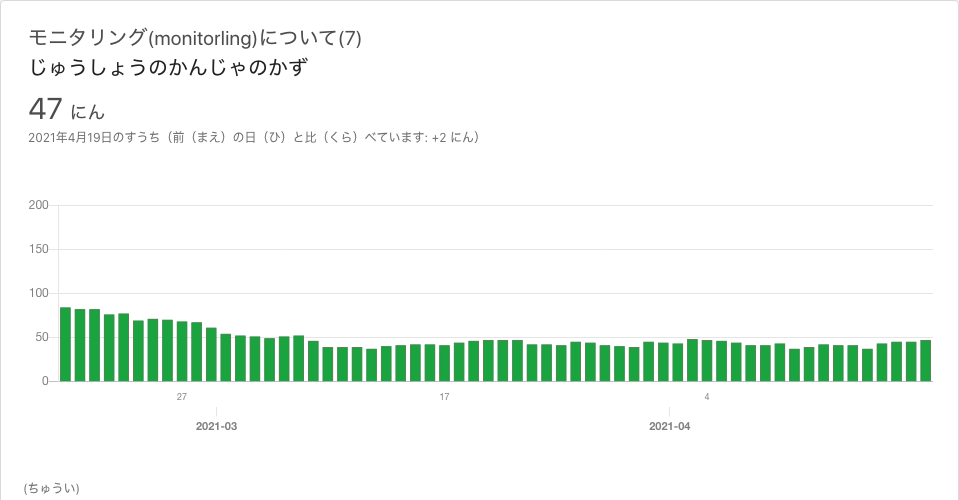 モニタリング(monitorling)について(7)
じゅうしょうのかんじゃのかず
47 にん
2021年4月19日のすうち（前（まえ）の日（ひ）と比（くら）べています: +2 にん）
200
150
100
50
0
27 17 4
2021-03 2021-04
(ちゅうい)